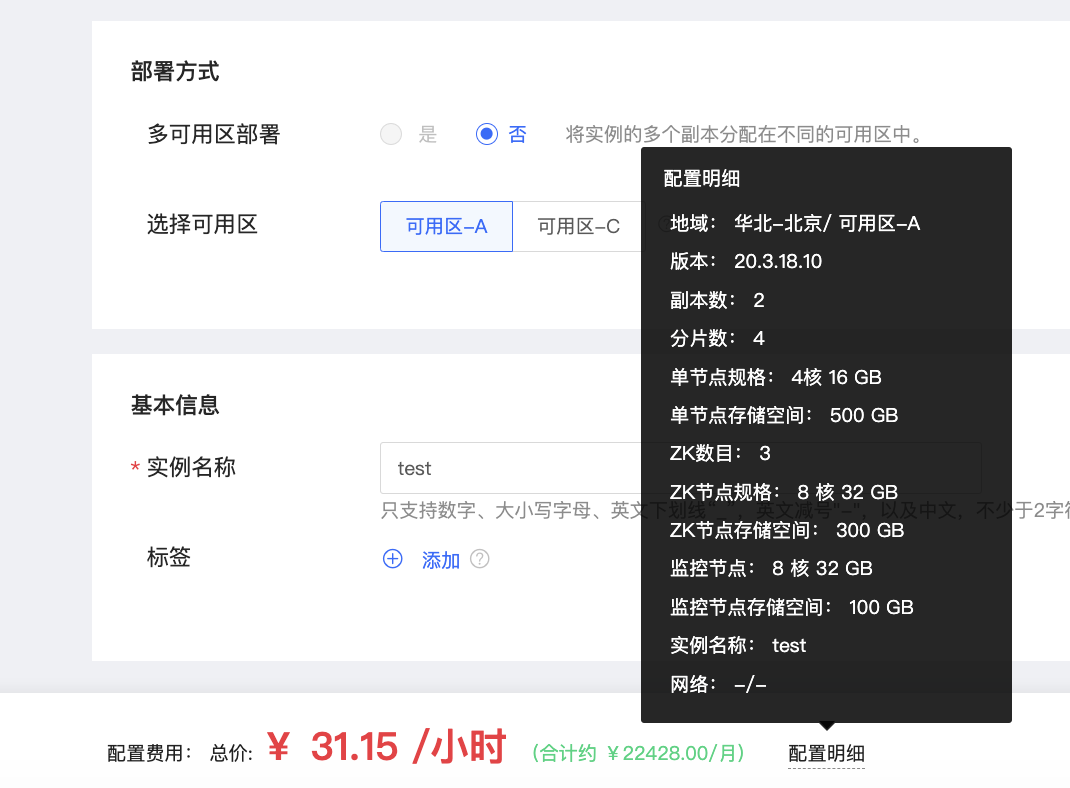 部署方式
多可用区部署 是 否 将实例的多个副本分配在不同的可用区中。
选择可用区 可用区-A 可用区-C
基本信息
* 实例名称 test
只支持数字、大小写字母、英文下划线"_"，英文减号"-"，以及中文，不少于2字符
标签 添加 ?
配置明细
地域： 华北-北京/ 可用区-A
版本： 20.3.18.10
副本数： 2
分片数： 4
单节点规格： 4核 16 GB
单节点存储空间： 500 GB
ZK数目： 3
ZK节点规格： 8 核 32 GB
ZK节点存储空间： 300 GB
监控节点： 8 核 32 GB
监控节点存储空间： 100 GB
实例名称： test
网络： -/-
配置费用： 总价: ¥ 31.15 /小时 (合计约 ¥22428.00/月) 配置明细